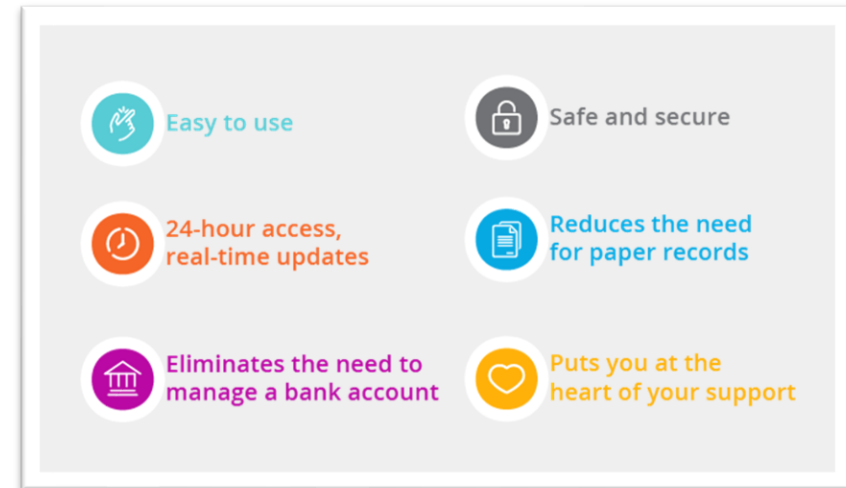 Easy to use
Safe and secure
24-hour access,
real-time updates
Reduces the need
for paper records
Eliminates the need to
manage a bank account
Puts you at the
heart of your support